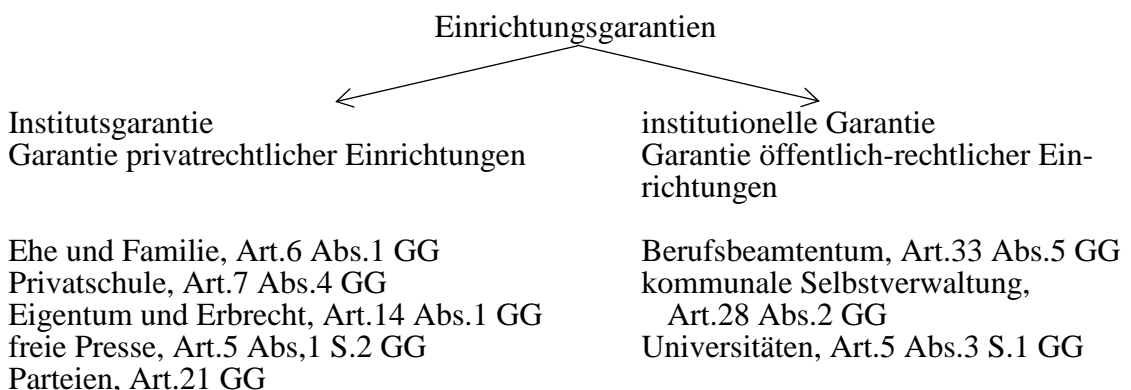 Einrichtungsgarantien
Institutsgarantie
Garantie privatrechtlicher Einrichtungen
Ehe und Familie, Art.6 Abs.1 GG
Privatschule, Art.7 Abs.4 GG
Eigentum und Erbrecht, Art.14 Abs.1 GG
freie Presse, Art.5 Abs,1 S.2 GG
Parteien, Art.21 GG
institutionelle Garantie
Garantie öffentlich-rechtlicher Ein-
richtungen
Berufsbeamtentum, Art.33 Abs.5 GG
kommunale Selbstverwaltung,
Art.28 Abs.2 GG
Universitäten, Art.5 Abs.3 S.1 GG